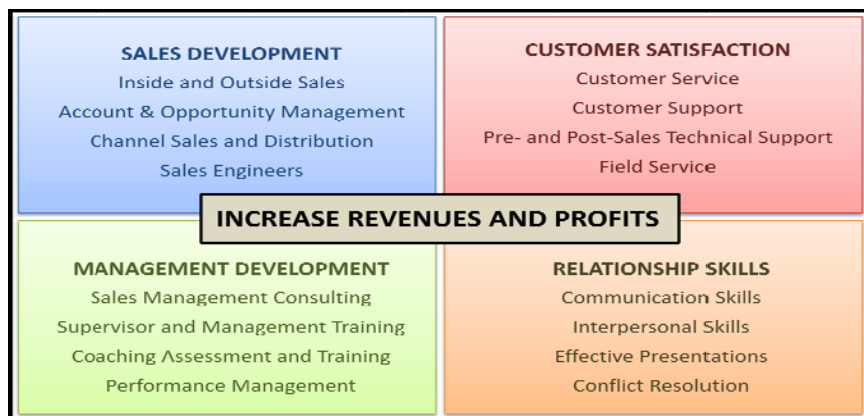 SALES DEVELOPMENT
Inside and Outside Sales
Account & Opportunity Management
Channel Sales and Distribution
Sales Engineers
CUSTOMER SATISFACTION
Customer Service
Customer Support
Pre- and Post-Sales Technical Support
Field Service
INCREASE REVENUES AND PROFITS
MANAGEMENT DEVELOPMENT
Sales Management Consulting
Supervisor and Management Training
Coaching Assessment and Training
Performance Management
RELATIONSHIP SKILLS
Communication Skills
Interpersonal Skills
Effective Presentations
Conflict Resolution